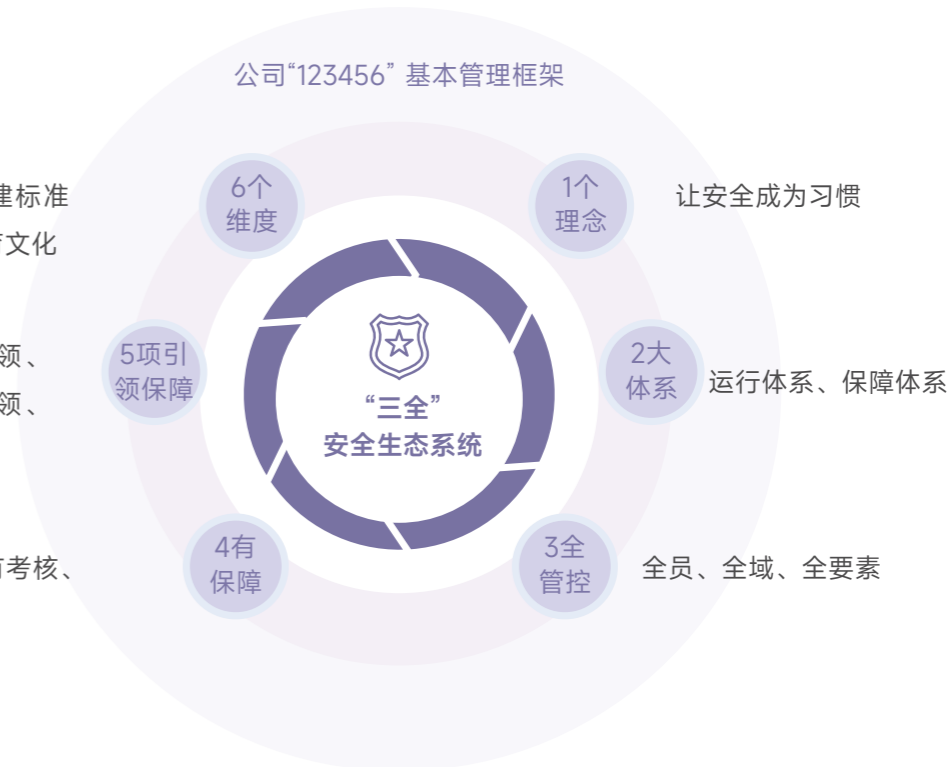 公司“123456” 基本管理框架
6个
维度
1个
理念
让安全成为习惯
建标准
文化
5项引
领保障
领、
领、
2大
体系
运行体系、保障体系
“三全”
安全生态系统
4有
保障
有考核、
3全
管控
全员、全域、全要素